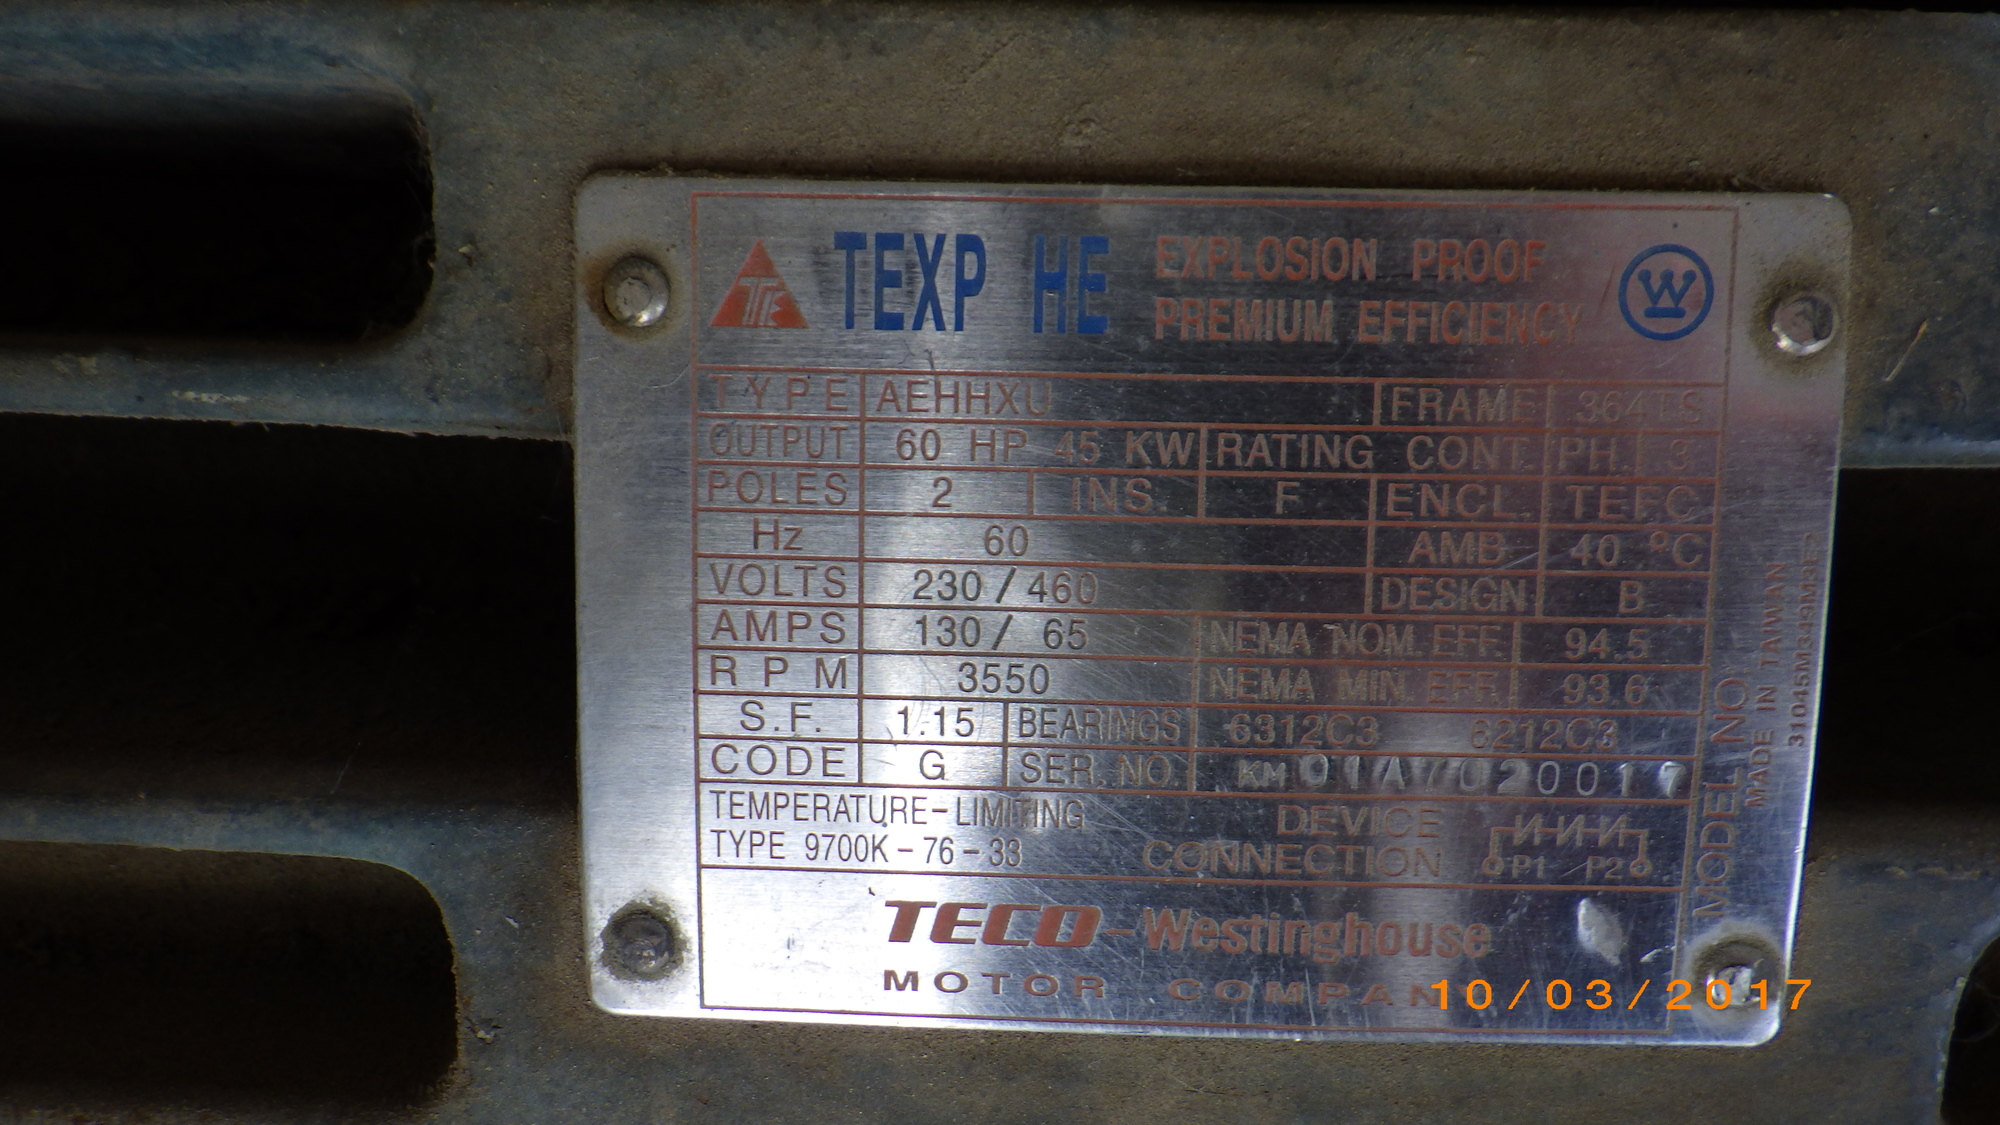 TEXP HE EXPLOSION PROOF
PREMIUM EFFICIENCY
TYPE AEHHXU FRAME 364TS
OUTPUT 60 HP 45 KW RATING CONT. PH. 3
POLES 2 INS. F ENCL. TEFC
Hz 60 AMB 40 °C
VOLTS 230/460 DESIGN B
AMPS 130/ 65 NEMA NOM. EFF. 94.5
RPM 3550 NEMA MIN. EFF. 93.6
S.F. 1.15 BEARINGS 6312C3 6212C3
CODE G SER. NO. KM
TEMPERATURE-LIMITING DEVICE
TYPE 9700K-76-33 CONNECTION P1 P2
TECO-Westinghouse
MOTOR COMPANY
MODEL NO.
MADE IN TAIWAN
10/03/2017